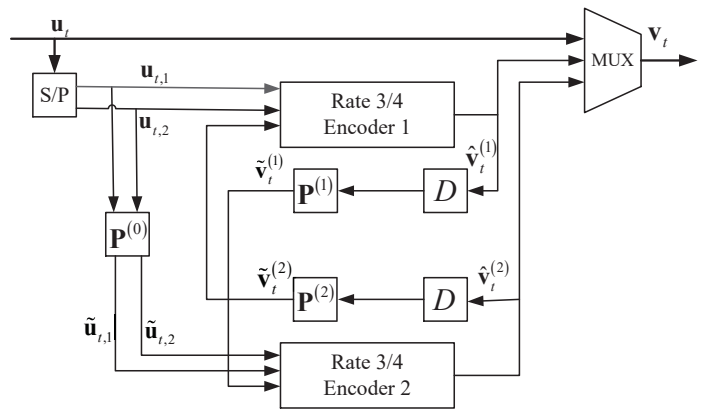 𝐮_t
𝐯_t
MUX
S/P
𝐮_{t,1}
𝐮_{t,2}
Rate 3/4
Encoder 1
𝐯̃_t^{(1)}
𝐯̂_t^{(1)}
𝐏^{(1)}
D
𝐏^{(0)}
𝐯̃_t^{(2)}
𝐯̂_t^{(2)}
𝐏^{(2)}
D
𝐮̃_{t,1}
𝐮̃_{t,2}
Rate 3/4
Encoder 2